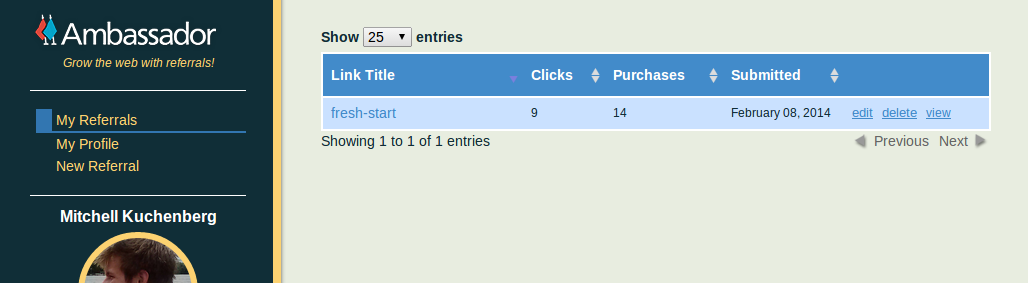 Ambassador
Grow the web with referrals!
My Referrals
My Profile
New Referral
Mitchell Kuchenberg
Show 25 entries
Link Title Clicks Purchases Submitted
fresh-start 9 14 February 08, 2014 edit delete view
Showing 1 to 1 of 1 entries Previous Next